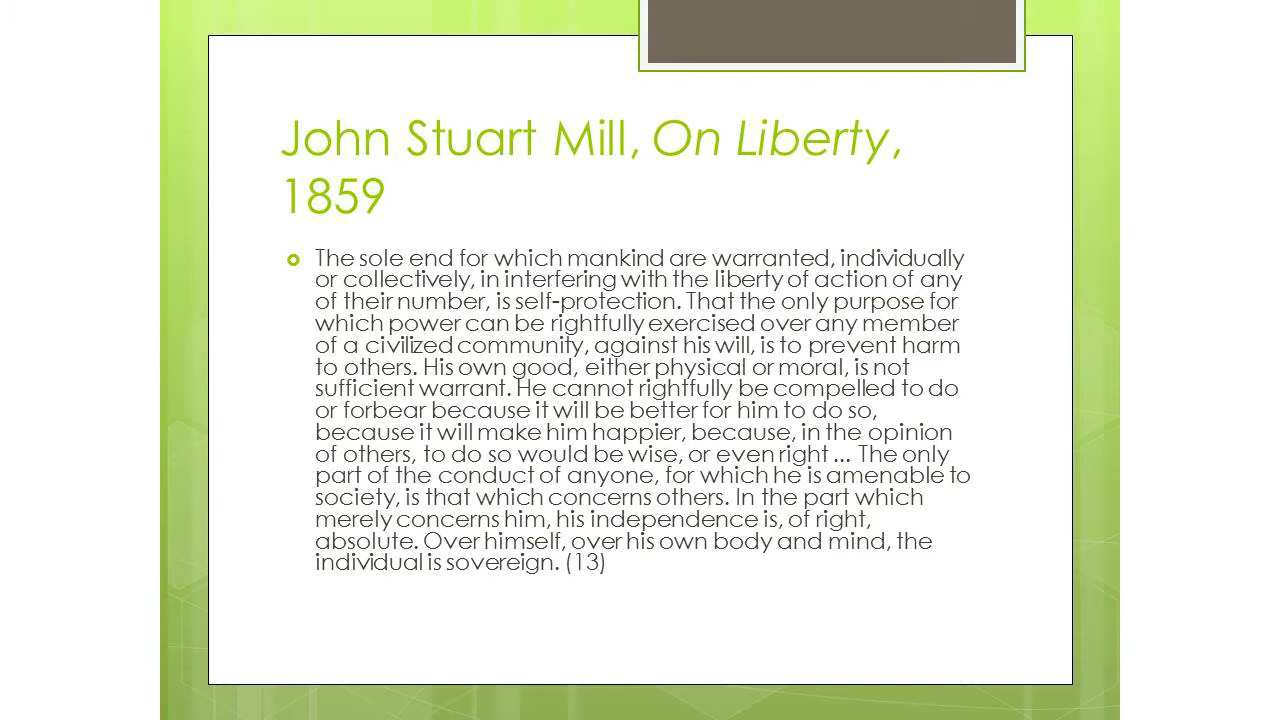 John Stuart Mill, On Liberty,
1859
The sole end for which mankind are warranted, individually
or collectively, in interfering with the liberty of action of any
of their number, is self-protection. That the only purpose for
which power can be rightfully exercised over any member
of a civilized community, against his will, is to prevent harm
to others. His own good, either physical or moral, is not
sufficient warrant. He cannot rightfully be compelled to do
or forbear because it will be better for him to do so,
because it will make him happier, because, in the opinion
of others, to do so would be wise, or even right ... The only
part of the conduct of anyone, for which he is amenable to
society, is that which concerns others. In the part which
merely concerns him, his independence is, of right,
absolute. Over himself, over his own body and mind, the
individual is sovereign. (13)